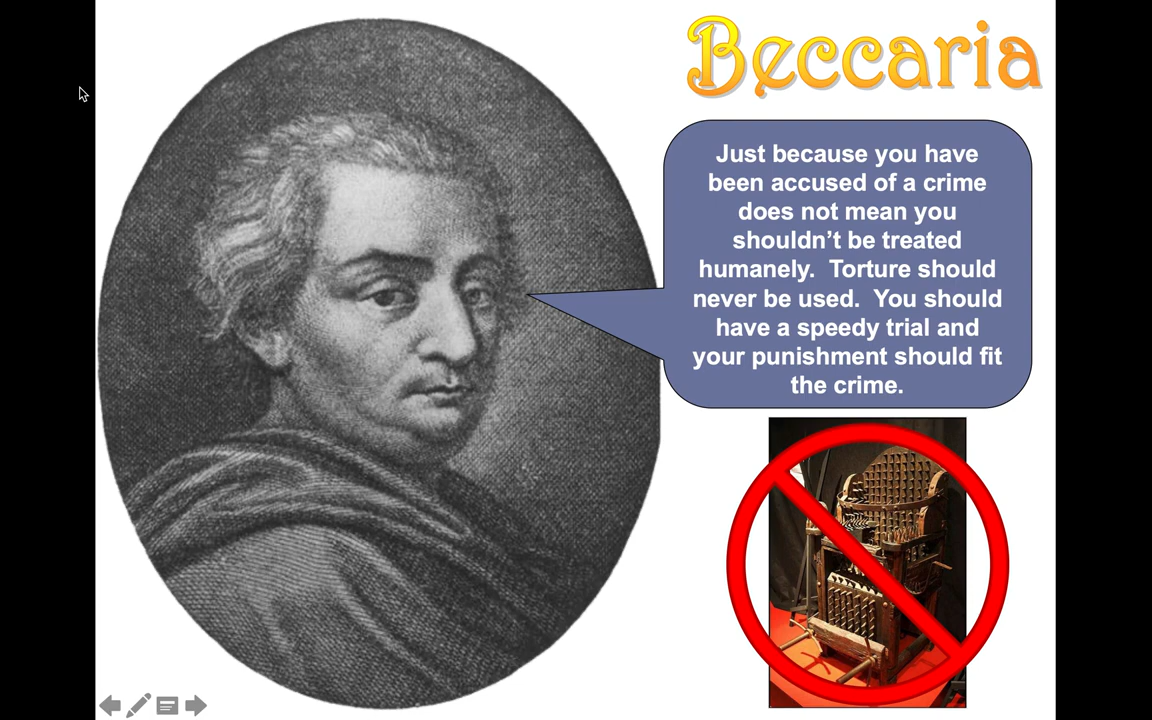 Beccaria
Just because you have
been accused of a crime
does not mean you
shouldn’t be treated
humanely.  Torture should
never be used.  You should
have a speedy trial and
your punishment should fit
the crime.